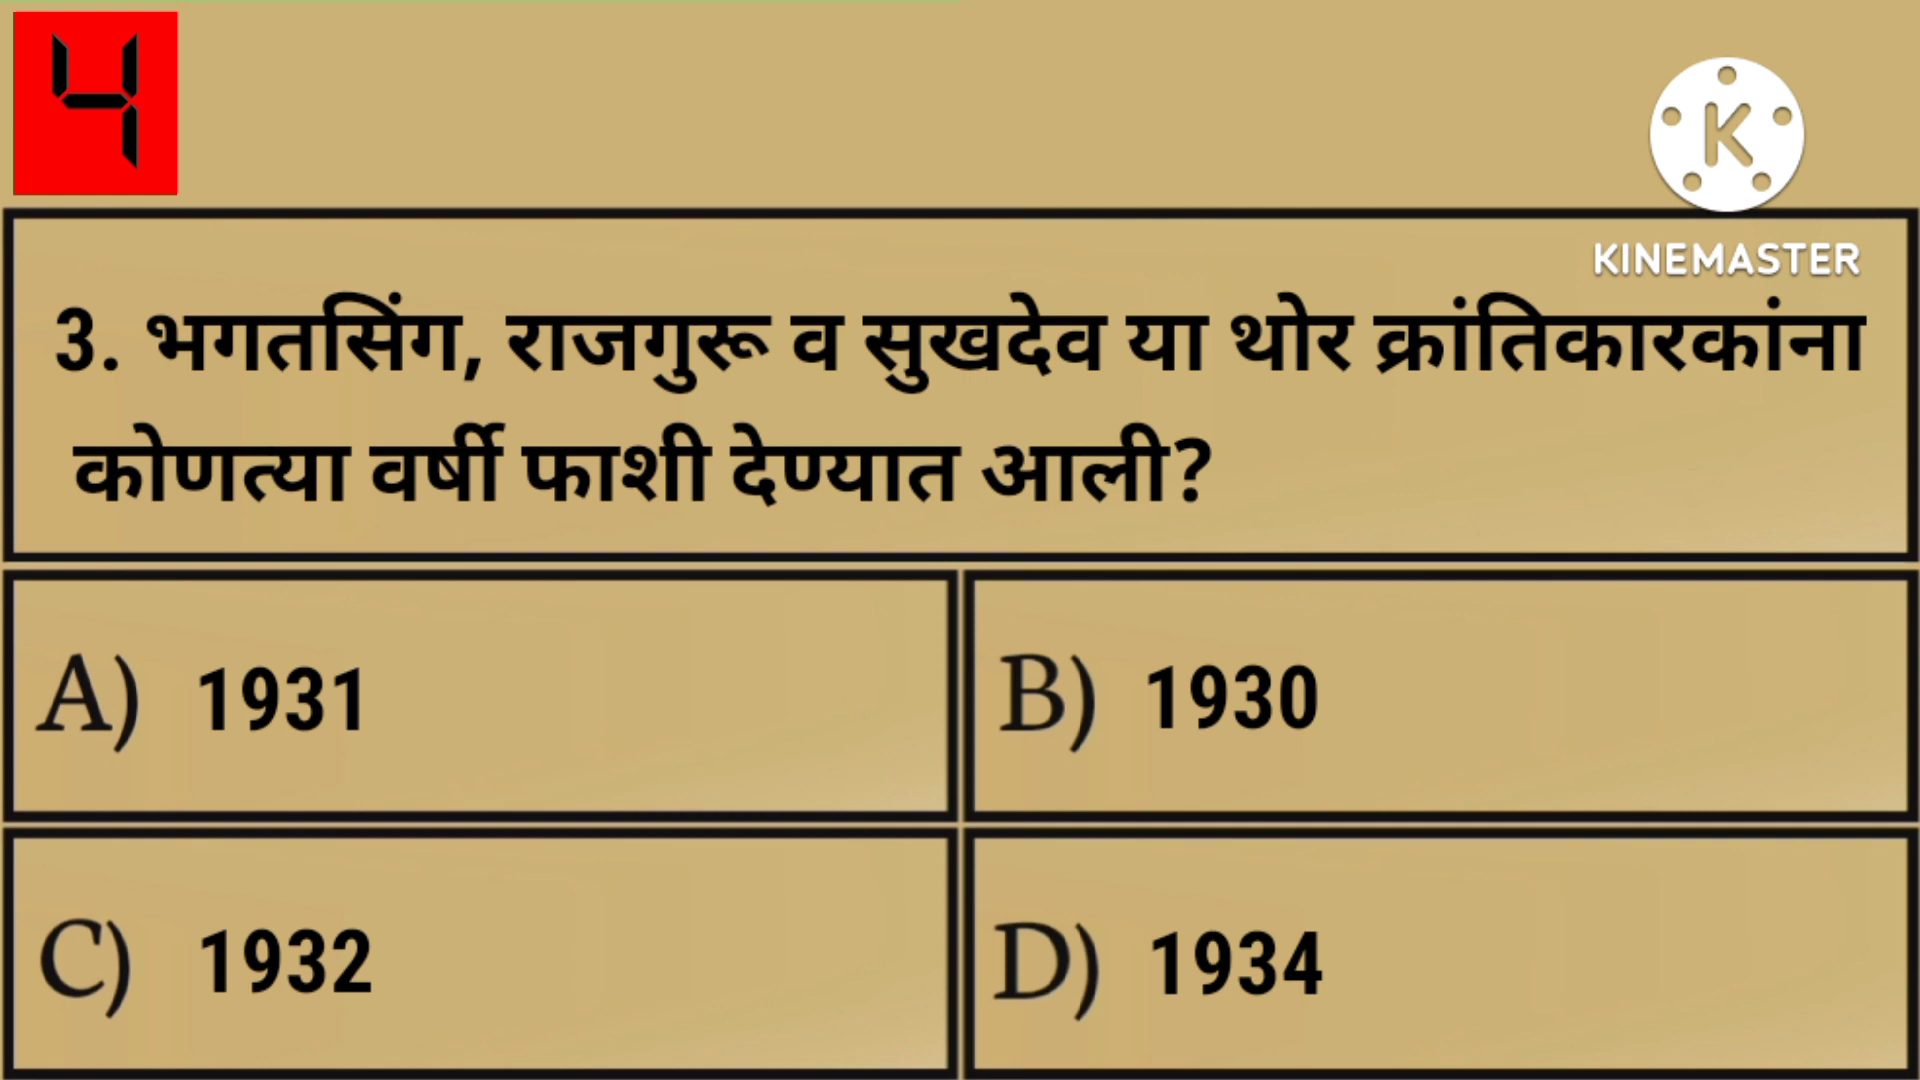 4
K
KINEMASTER
3. भगतसिंग, राजगुरू व सुखदेव या थोर क्रांतिकारकांना
कोणत्या वर्षी फाशी देण्यात आली?
A) 1931
B) 1930
C) 1932
D) 1934